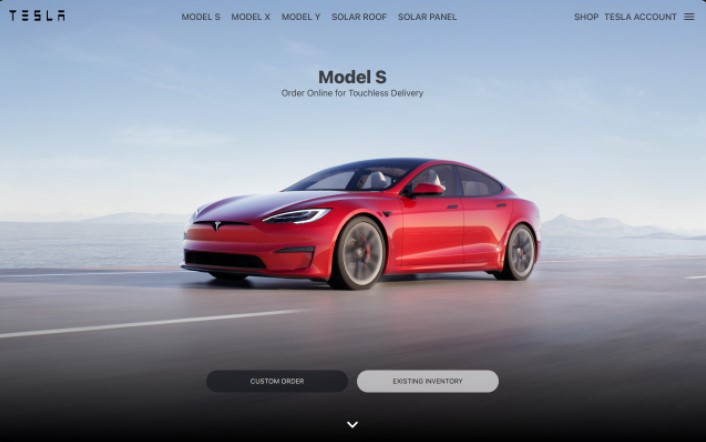 TESLA
MODEL S MODEL X MODEL Y SOLAR ROOF SOLAR PANEL
SHOP TESLA ACCOUNT
Model S
Order Online for Touchless Delivery
CUSTOM ORDER
EXISTING INVENTORY